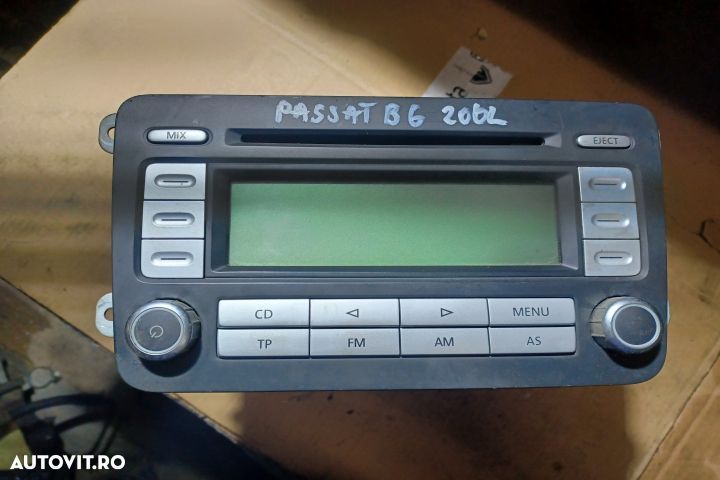 PASSAT B6 2006
MIX
EJECT
CD MENU
TP FM AM AS
AUTOVIT.RO